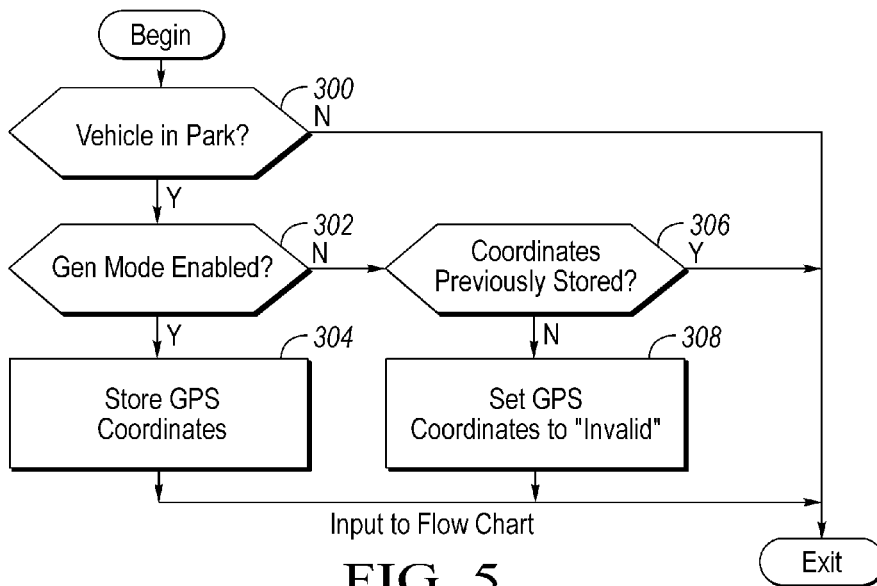 Begin
300
Vehicle in Park?
N
Y
302
Gen Mode Enabled?
N
306
Coordinates
Previously Stored?
Y
Y
304
Store GPS
Coordinates
N
308
Set GPS
Coordinates to "Invalid"
Input to Flow Chart
Exit
FIG. 5